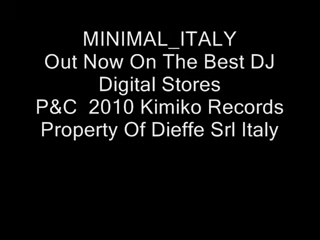 MINIMAL_ITALY
Out Now On The Best DJ
Digital Stores
P&C  2010 Kimiko Records
Property Of Dieffe Srl Italy